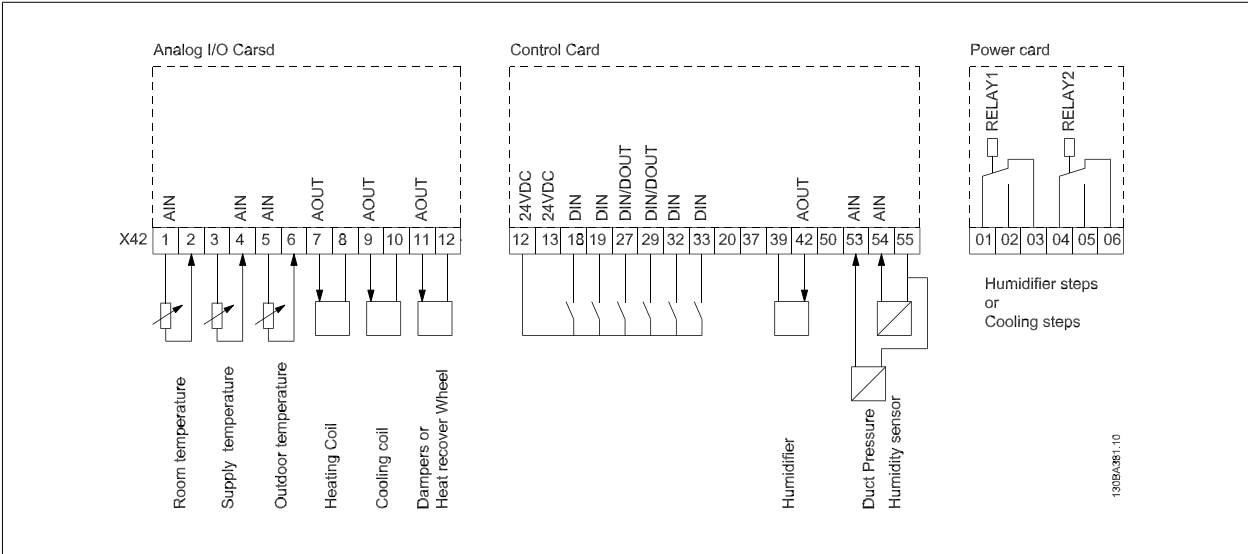 Analog I/O Carsd
Control Card
Power card
AIN
AIN
AIN
AOUT
AOUT
AOUT
24VDC
24VDC
DIN
DIN
DIN/DOUT
DIN/DOUT
DIN
DIN
AOUT
AIN
AIN
RELAY1
RELAY2
X42 1 2 3 4 5 6 7 8 9 10 11 12
12 13 18 19 27 29 32 33 20 37 39 42 50 53 54 55
01 02 03 04 05 06
Humidifier steps
or
Cooling steps
Room temperature
Supply temperature
Outdoor temperature
Heating Coil
Cooling coil
Dampers or
Heat recover Wheel
Humidifier
Duct Pressure
Humidity sensor
130BA381.10